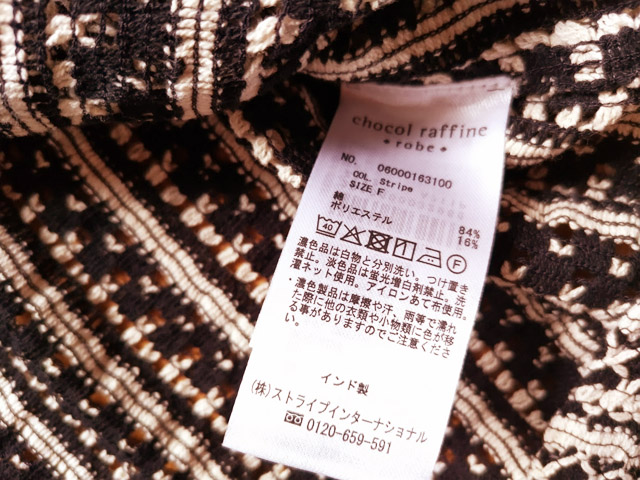 chocol raffine
• robe •
NO. 06000163100
COL. Stripe
SIZE F
綿 84%
ポリエステル 16%
40 F
濃色品は白物と分別洗い。つけ置き
禁止。淡色品は蛍光増白剤禁止。洗
濯ネット使用。アイロンあて布使用。
・濃色製品は摩擦や汗、雨等で濡れ
た際に他の衣類や小物類に色が移
る事がありますのでご注意くださ
い。
インド製
(株)ストライプインターナショナル
0120-659-591